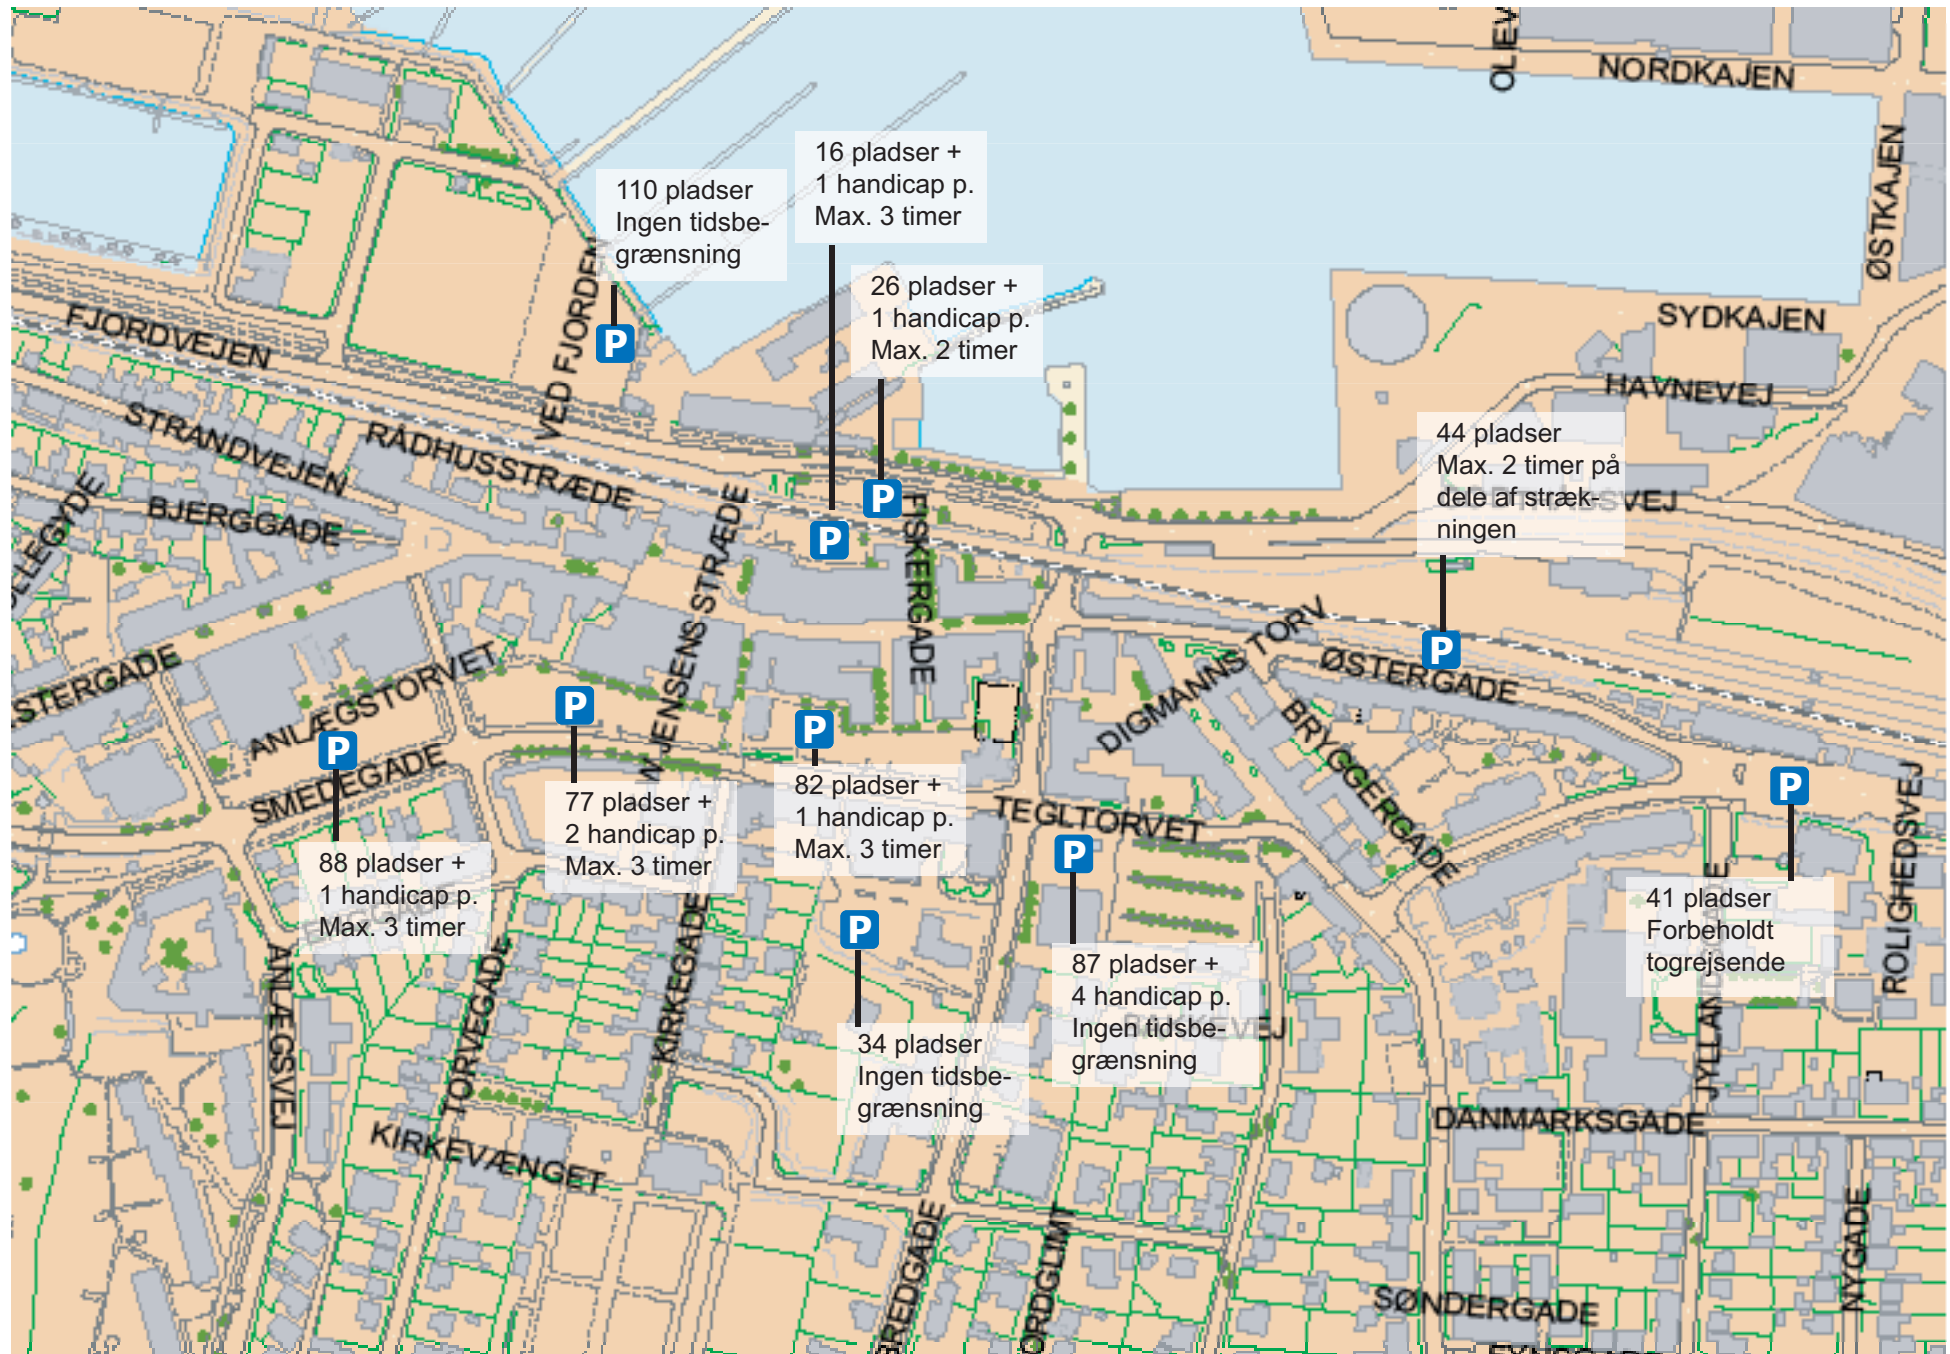 NORDKAJEN
ØSTKAJEN
16 pladser +
1 handicap p.
Max. 3 timer
110 pladser
Ingen tidsbe-
grænsning
26 pladser +
1 handicap p.
Max. 2 timer
VED FJORDEN
FJORDVEJEN
SYDKAJEN
HAVNEVEJ
STRANDVEJEN
RÅDHUSSTRÆDE
44 pladser
Max. 2 timer på
dele af stræk-
ningen
BJERGGADE
P
P
P
P
FISKERGADE
JENSENS STRÆDE
DIGMANNS TORV
ØSTERGADE
ANLÆGSTORVET
BRYGGERGADE
P
P
P
P
SMEDEGADE
77 pladser +
2 handicap p.
Max. 3 timer
82 pladser +
1 handicap p.
Max. 3 timer
TEGLTORVET
P
ROLIGHEDSVEJ
88 pladser +
1 handicap p.
Max. 3 timer
P
41 pladser
Forbeholdt
togrejsende
87 pladser +
4 handicap p.
Ingen tidsbe-
grænsning
34 pladser
Ingen tidsbe-
grænsning
ANLÆGSVEJ
TORVEGADE
KIRKEGADE
DANMARKSGADE
KIRKEVÆNGET
BREDGADE
NYGADE
SØNDERGADE